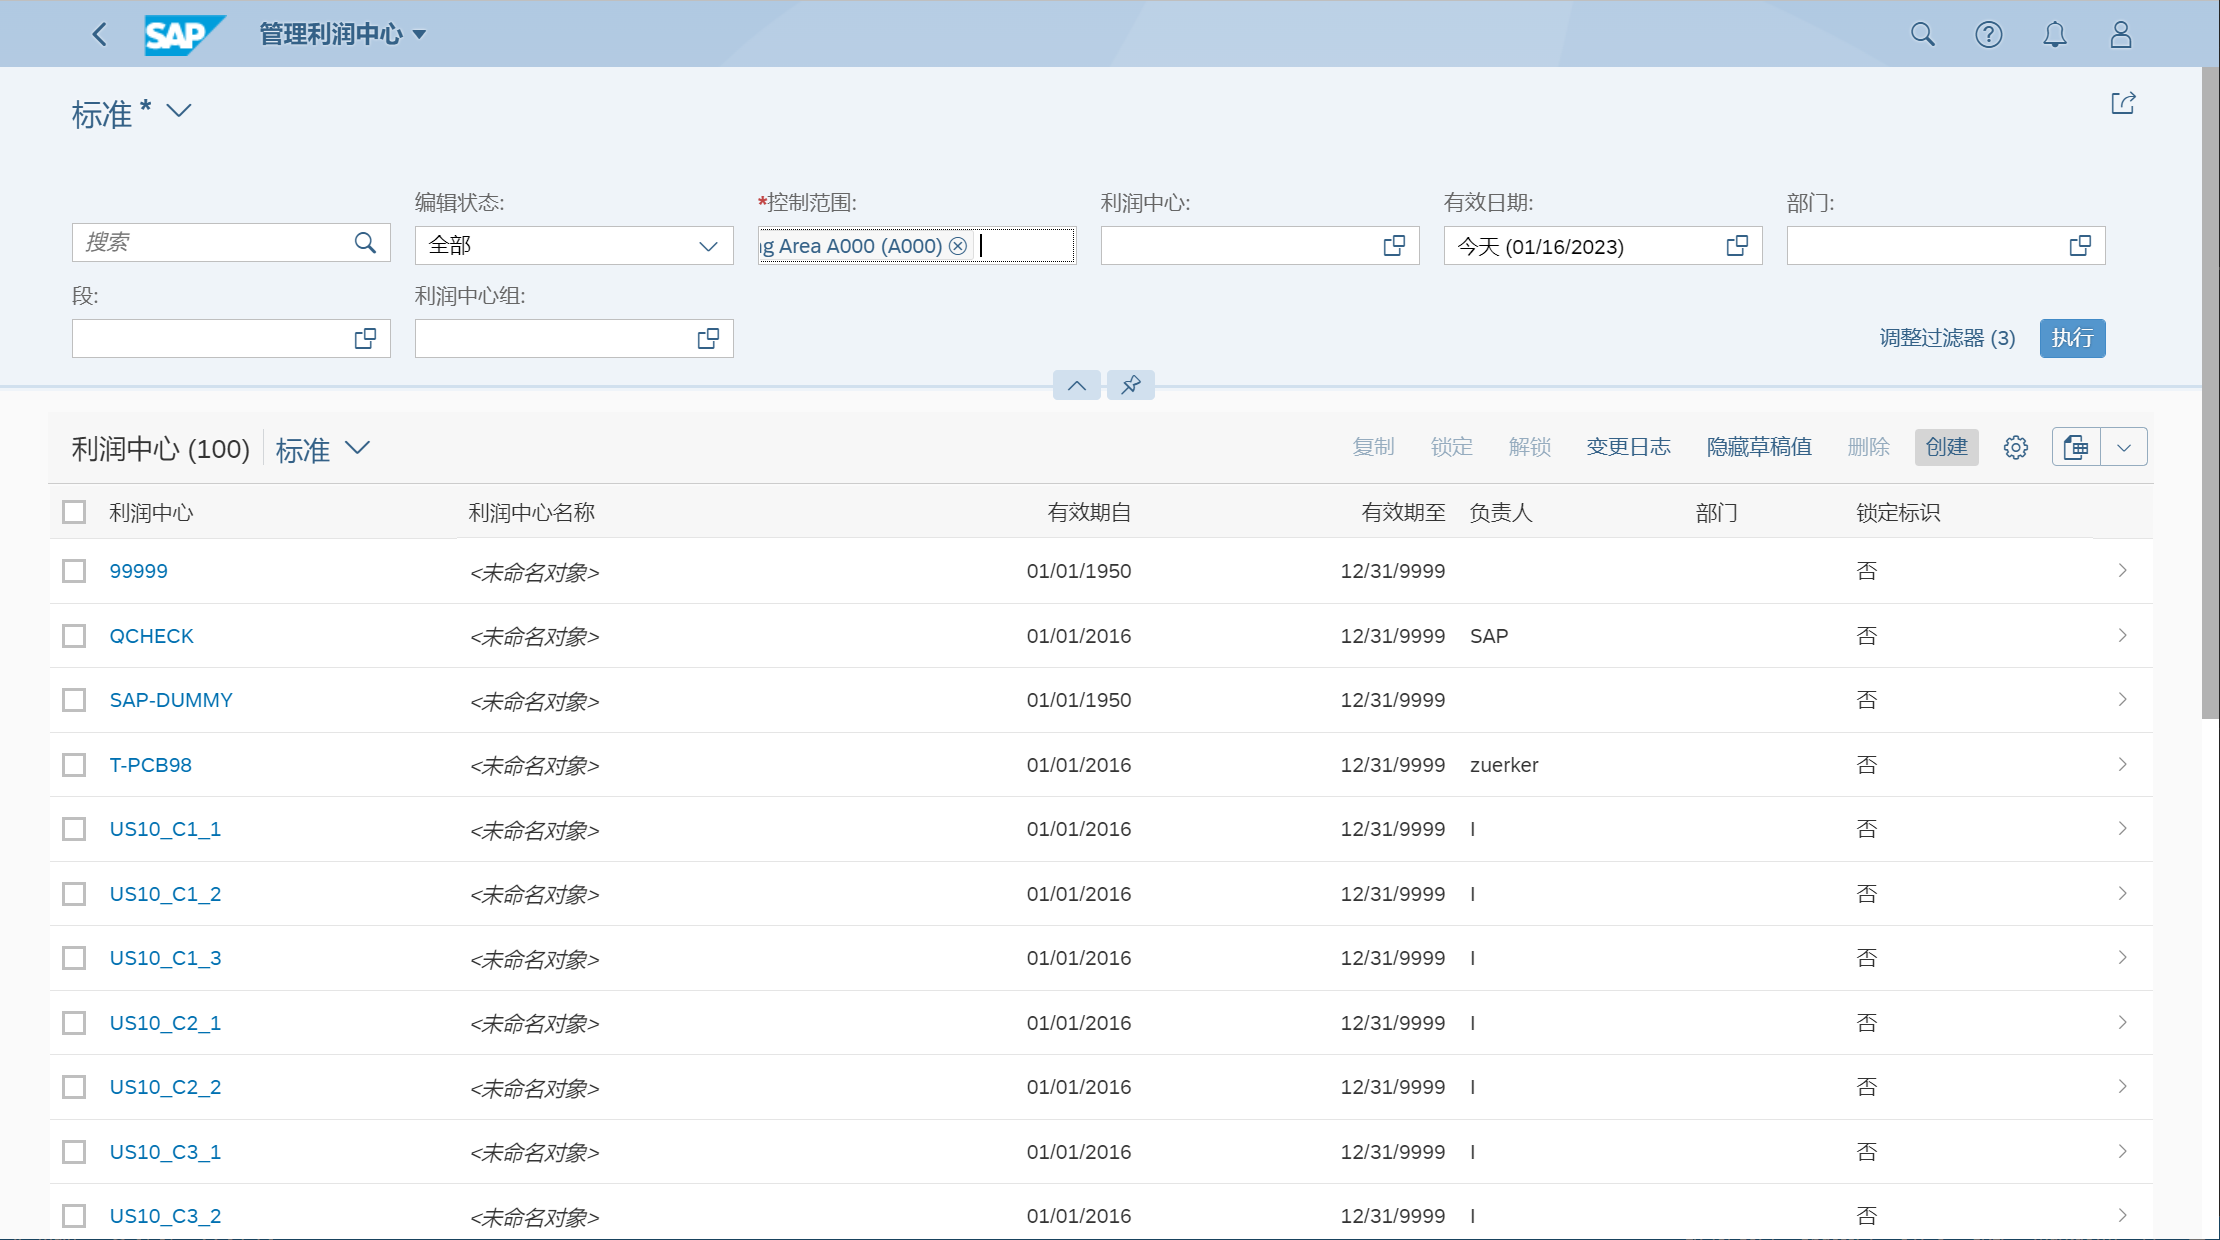 SAP 管理利润中心
标准 *
编辑状态: *控制范围: 利润中心: 有效日期: 部门:
搜索 全部 ng Area A000 (A000) 今天 (01/16/2023)
段: 利润中心组:
调整过滤器 (3) 执行
利润中心 (100) 标准 复制 锁定 解锁 变更日志 隐藏草稿值 删除 创建
利润中心 利润中心名称 有效期自 有效期至 负责人 部门 锁定标识
99999 <未命名对象> 01/01/1950 12/31/9999 否
QCHECK <未命名对象> 01/01/2016 12/31/9999 SAP 否
SAP-DUMMY <未命名对象> 01/01/1950 12/31/9999 否
T-PCB98 <未命名对象> 01/01/2016 12/31/9999 zuerker 否
US10_C1_1 <未命名对象> 01/01/2016 12/31/9999 I 否
US10_C1_2 <未命名对象> 01/01/2016 12/31/9999 I 否
US10_C1_3 <未命名对象> 01/01/2016 12/31/9999 I 否
US10_C2_1 <未命名对象> 01/01/2016 12/31/9999 I 否
US10_C2_2 <未命名对象> 01/01/2016 12/31/9999 I 否
US10_C3_1 <未命名对象> 01/01/2016 12/31/9999 I 否
US10_C3_2 <未命名对象> 01/01/2016 12/31/9999 I 否